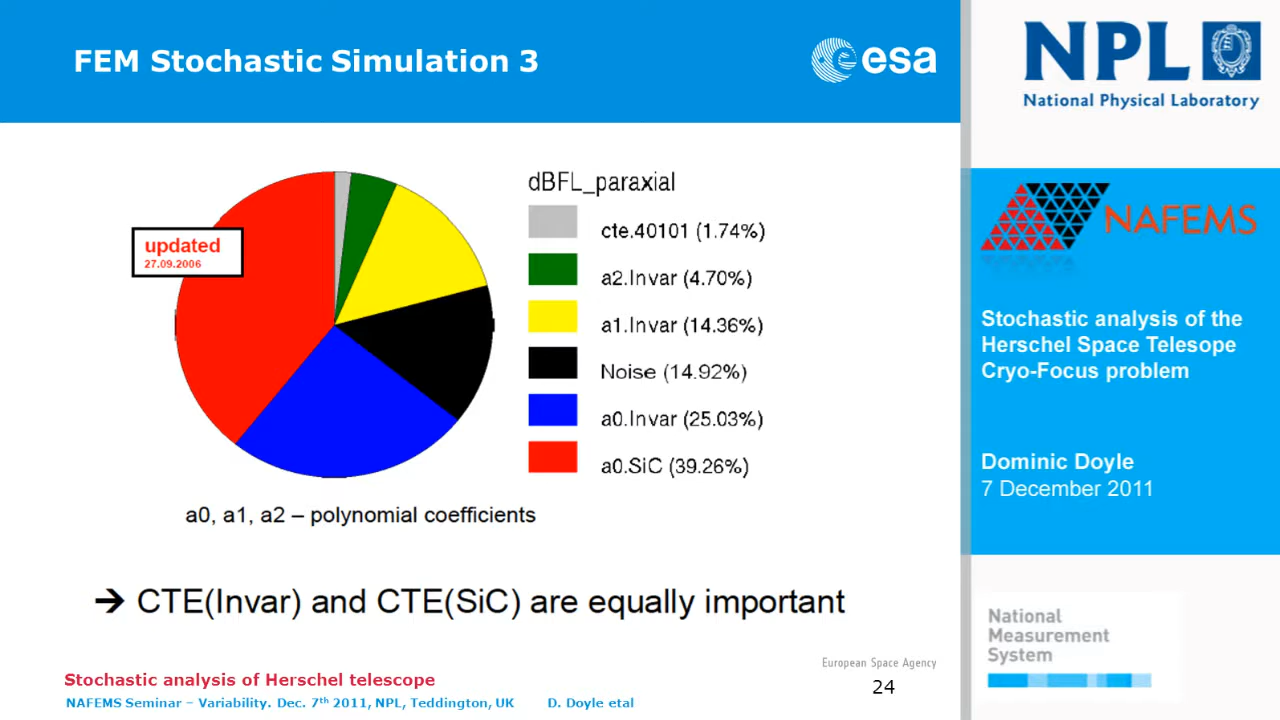 FEM Stochastic Simulation 3
esa
updated
27.09.2006
dBFL_paraxial
cte.40101 (1.74%)
a2.Invar (4.70%)
a1.Invar (14.36%)
Noise (14.92%)
a0.Invar (25.03%)
a0.SiC (39.26%)
a0, a1, a2 – polynomial coefficients
➔ CTE(Invar) and CTE(SiC) are equally important
European Space Agency
Stochastic analysis of Herschel telescope
24
NAFEMS Seminar – Variability. Dec. 7th 2011, NPL, Teddington, UK D. Doyle etal
NPL
National Physical Laboratory
NAFEMS
Stochastic analysis of the
Herschel Space Telesope
Cryo-Focus problem
Dominic Doyle
7 December 2011
National
Measurement
System